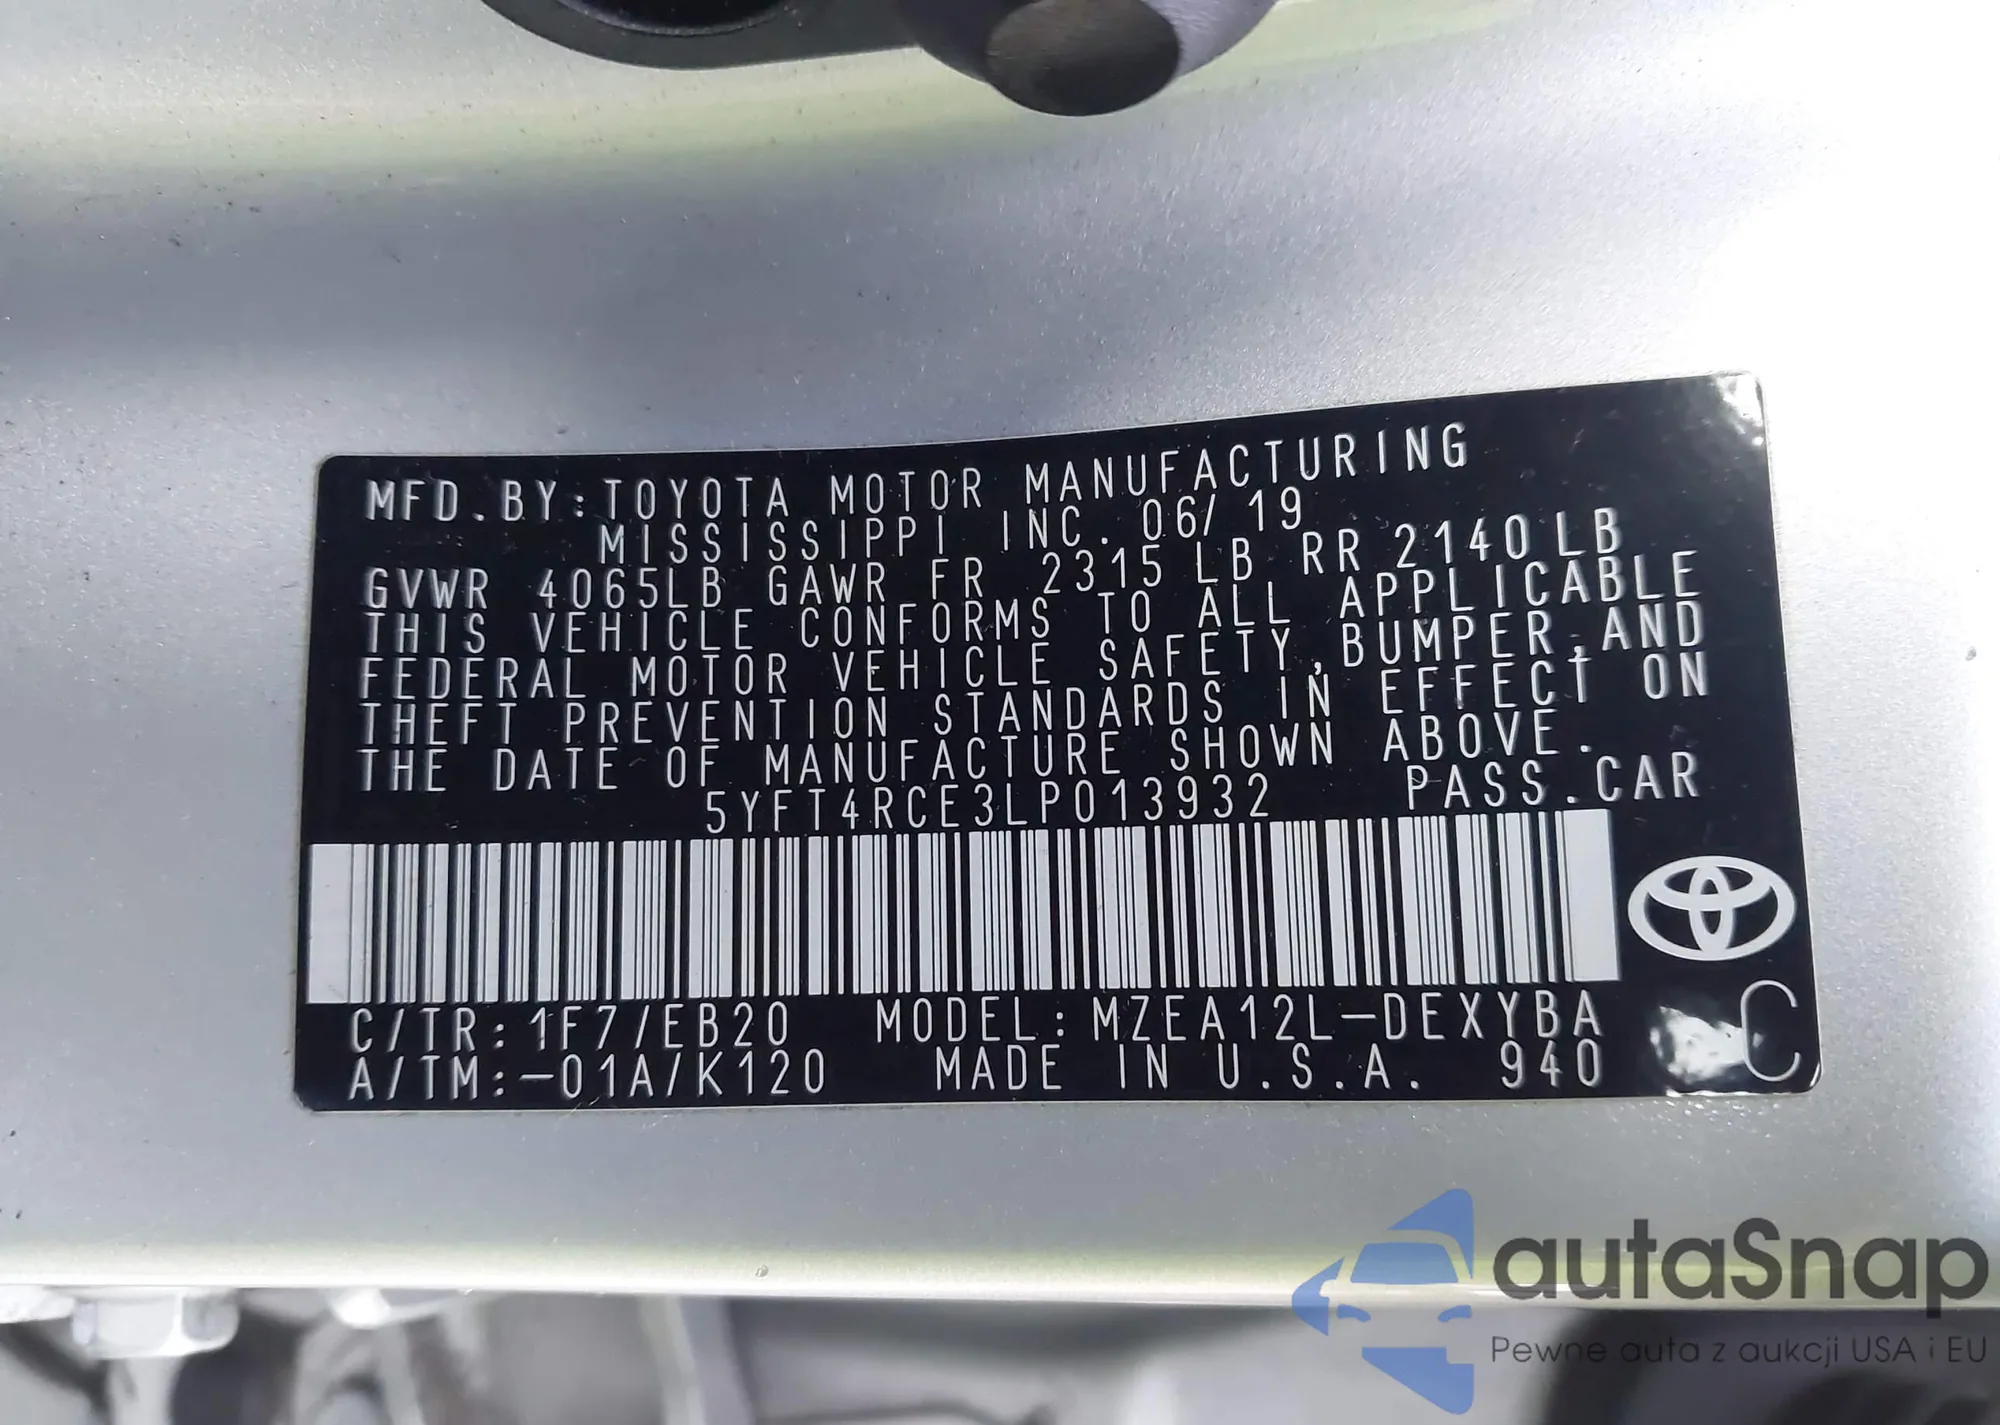 MFD.BY:TOYOTA MOTOR MANUFACTURING
MISSISSIPPI INC. 06/19
GVWR 4065LB GAWR FR 2315LB RR 2140LB
THIS VEHICLE CONFORMS TO ALL APPLICABLE
FEDERAL MOTOR VEHICLE SAFETY,BUMPER,AND
THEFT PREVENTION STANDARDS IN EFFECT ON
THE DATE OF MANUFACTURE SHOWN ABOVE.
5YFT4RCE3LP013932 PASS.CAR
C/TR:1F7/EB20 MODEL:MZEA12L-DEXYBA
A/TM:-01A/K120 MADE IN U.S.A. 940
C
autaSnap
Pewne auta z aukcji USA i EU